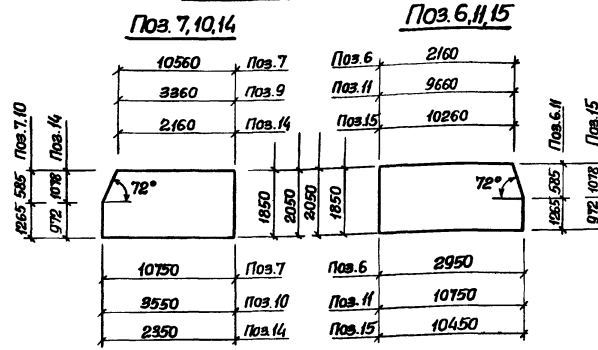 Поз. 7,10,14
Поз. 6,11,15
10560 Поз.7
3360 Поз.9
2160 Поз.14
Поз.6 2160
Поз.11 9660
Поз.15 10260
Поз.7.10
Поз.14
585
1078
1265
972
72°
1850
2050
2050
1850
72°
Поз.6.11
Поз.15
585
1078
1265
972
10750 Поз.7
3550 Поз.10
2350 Поз.14
Поз.6 2950
Поз.11 10750
Поз.15 10450